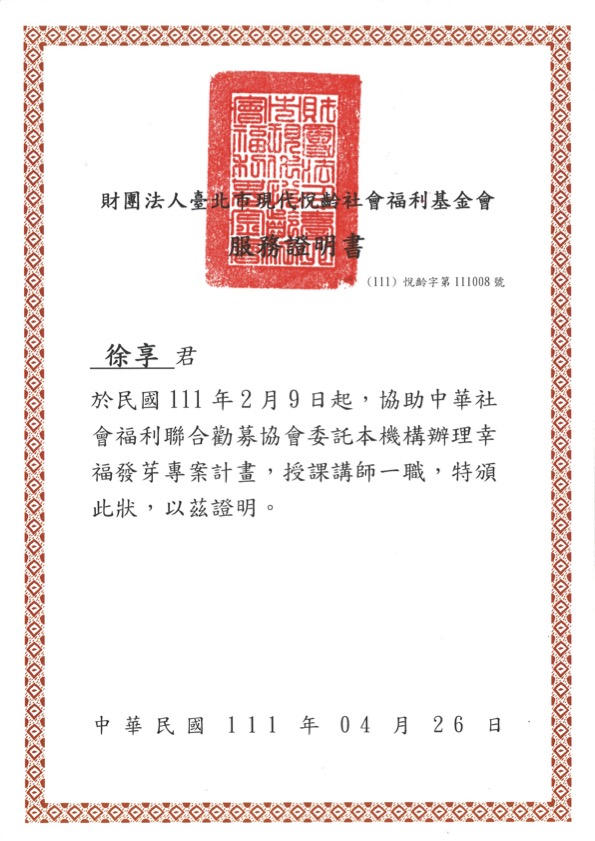 財團法人臺北市現代悅齡社會福利基金會
服務證明書
（111）悅齡字第 111008 號
徐享 君
於民國 111 年 2 月 9 日起，協助中華社
會福利聯合勸募協會委託本機構辦理幸
福發芽專案計畫，授課講師一職，特頒
此狀，以茲證明。
中華民國 111 年 04 月 26 日